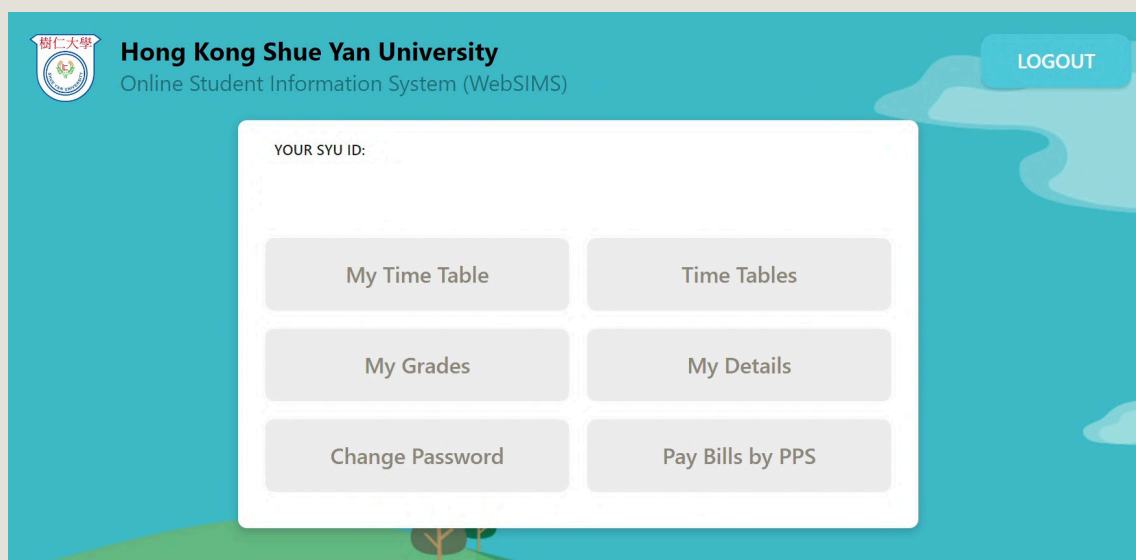 樹仁大學
Hong Kong Shue Yan University
Online Student Information System (WebSIMS)
LOGOUT
YOUR SYU ID:
My Time Table
Time Tables
My Grades
My Details
Change Password
Pay Bills by PPS